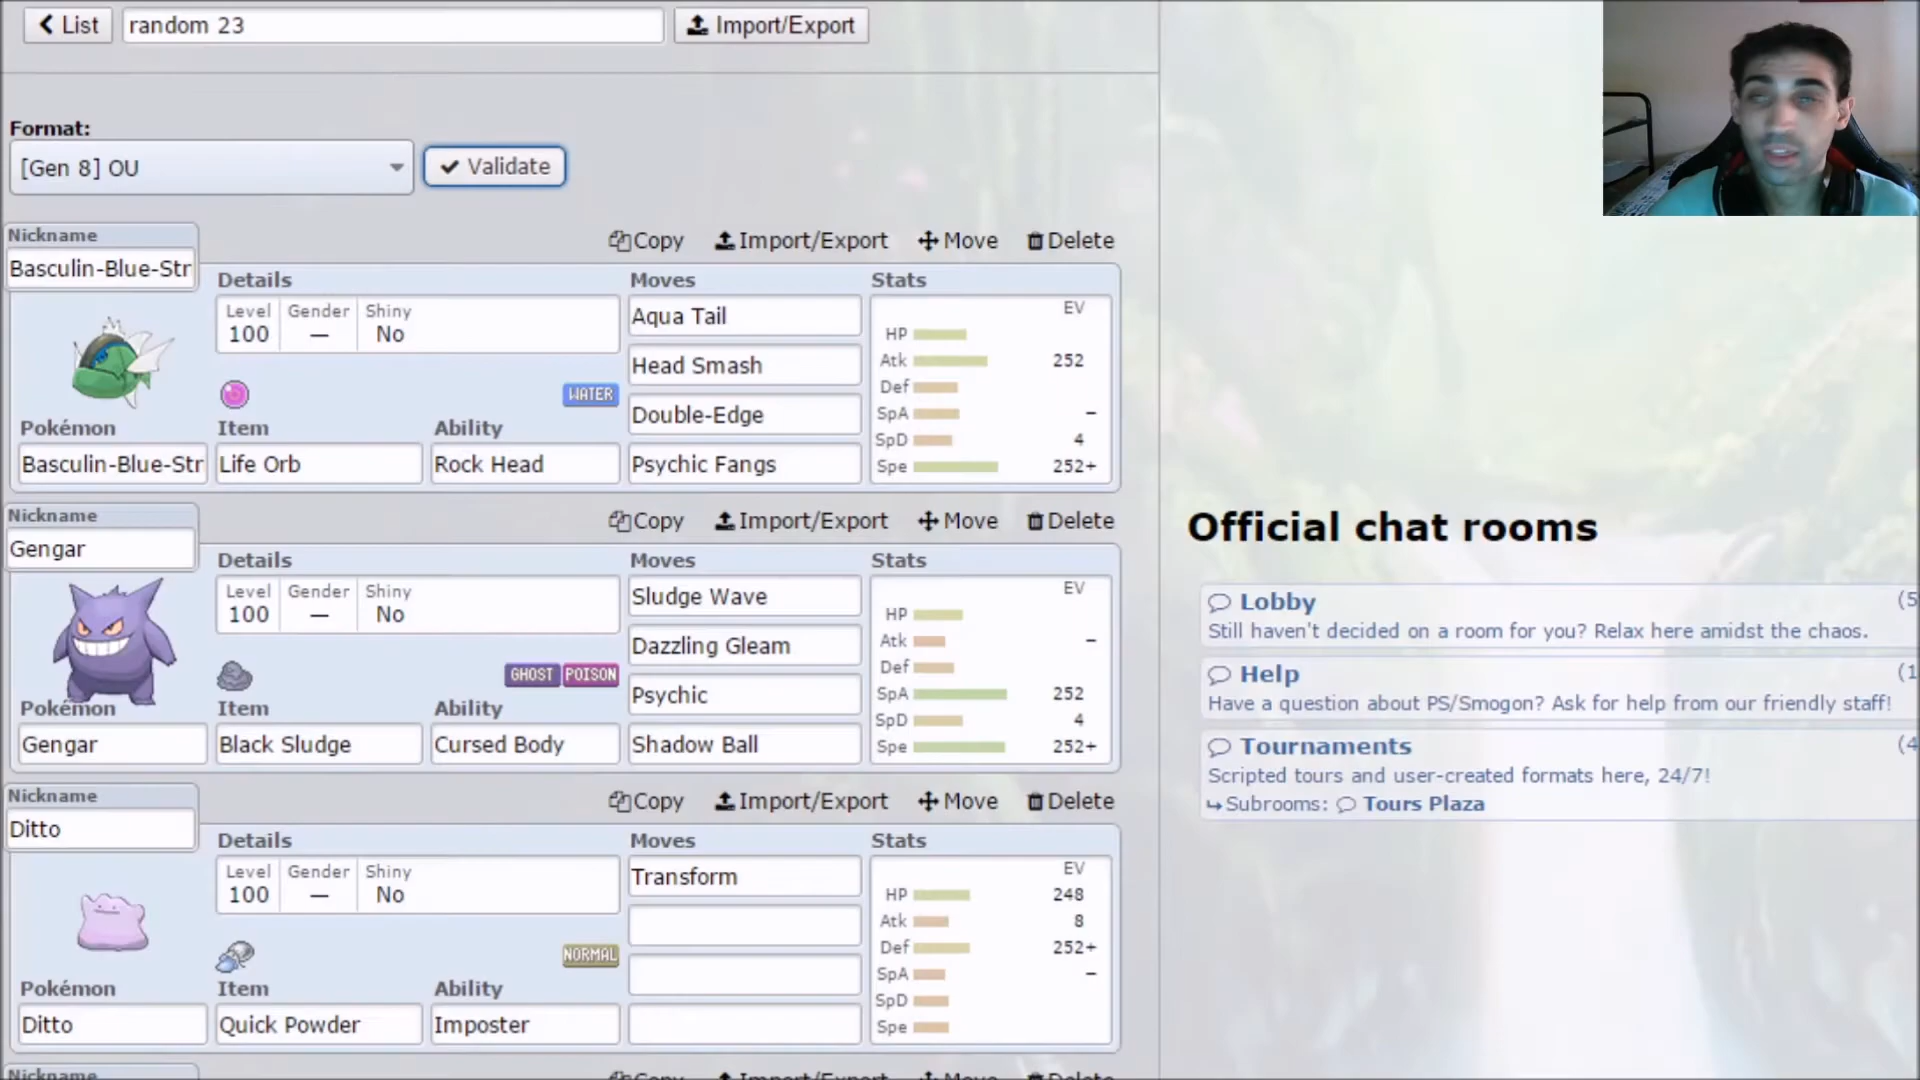 List
random 23
Import/Export
Format:
[Gen 8] OU
Validate
Nickname
Basculin-Blue-Str
Copy
Import/Export
Move
Delete
Details
Level
100
Gender
—
Shiny
No
WATER
Pokémon
Basculin-Blue-Str
Item
Life Orb
Ability
Rock Head
Moves
Aqua Tail
Head Smash
Double-Edge
Psychic Fangs
Stats
EV
HP
Atk 252
Def
SpA –
SpD 4
Spe 252+
Nickname
Gengar
Copy
Import/Export
Move
Delete
Details
Level
100
Gender
—
Shiny
No
GHOST POISON
Pokémon
Gengar
Item
Black Sludge
Ability
Cursed Body
Moves
Sludge Wave
Dazzling Gleam
Psychic
Shadow Ball
Stats
EV
HP
Atk –
Def
SpA 252
SpD 4
Spe 252+
Nickname
Ditto
Copy
Import/Export
Move
Delete
Details
Level
100
Gender
—
Shiny
No
NORMAL
Pokémon
Ditto
Item
Quick Powder
Ability
Imposter
Moves
Transform
Stats
EV
HP 248
Atk 8
Def 252+
SpA –
SpD
Spe
Nickname
Copy
Import/Export
Move
Delete
Official chat rooms
Lobby (5
Still haven't decided on a room for you? Relax here amidst the chaos.
Help (1
Have a question about PS/Smogon? Ask for help from our friendly staff!
Tournaments (4
Scripted tours and user-created formats here, 24/7!
↪Subrooms: Tours Plaza